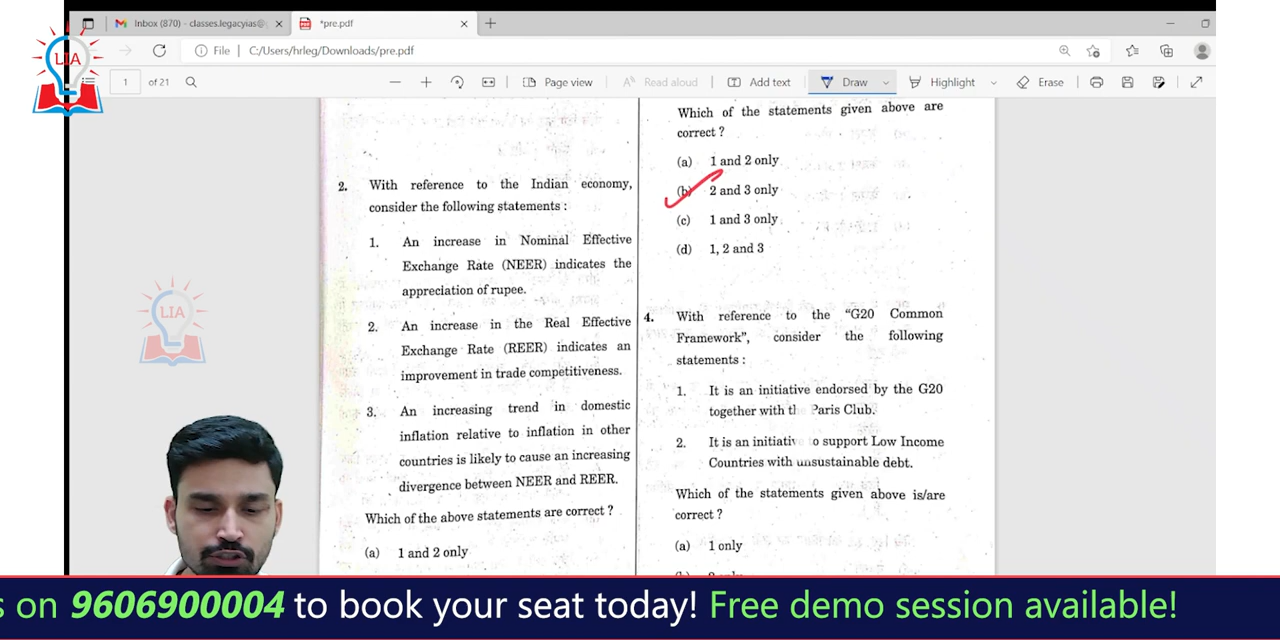 Inbox (870) - classes.legacyias@
*pre.pdf
File
C:/Users/hrleg/Downloads/pre.pdf
1
of 21
Page view
Read aloud
Add text
Draw
Highlight
Erase
LIA
LIA
2. With reference to the Indian economy,
consider the following statements :
1. An increase in Nominal Effective
Exchange Rate (NEER) indicates the
appreciation of rupee.
2. An increase in the Real Effective
Exchange Rate (REER) indicates an
improvement in trade competitiveness.
3. An increasing trend in domestic
inflation relative to inflation in other
countries is likely to cause an increasing
divergence between NEER and REER.
Which of the above statements are correct ?
(a) 1 and 2 only
Which of the statements given above are
correct ?
(a) 1 and 2 only
(b) 2 and 3 only
(c) 1 and 3 only
(d) 1, 2 and 3
4. With reference to the “G20 Common
Framework”, consider the following
statements :
1. It is an initiative endorsed by the G20
together with the Paris Club.
2. It is an initiative to support Low Income
Countries with unsustainable debt.
Which of the statements given above is/are
correct ?
(a) 1 only
s on 9606900004 to book your seat today! Free demo session available!